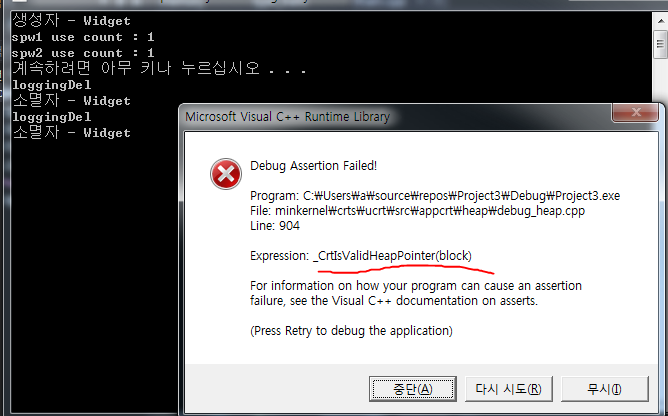 생성자 - Widget
spw1 use count : 1
spw2 use count : 1
계속하려면 아무 키나 누르십시오 . . .
loggingDel
소멸자 - Widget
loggingDel
소멸자 - Widget
Microsoft Visual C++ Runtime Library
Debug Assertion Failed!
Program: C:₩Users₩a₩source₩repos₩Project3₩Debug₩Project3.exe
File: minkernel₩crts₩ucrt₩src₩appcrt₩heap₩debug_heap.cpp
Line: 904
Expression: _CrtIsValidHeapPointer(block)
For information on how your program can cause an assertion
failure, see the Visual C++ documentation on asserts.
(Press Retry to debug the application)
중단(A)
다시 시도(R)
무시(I)